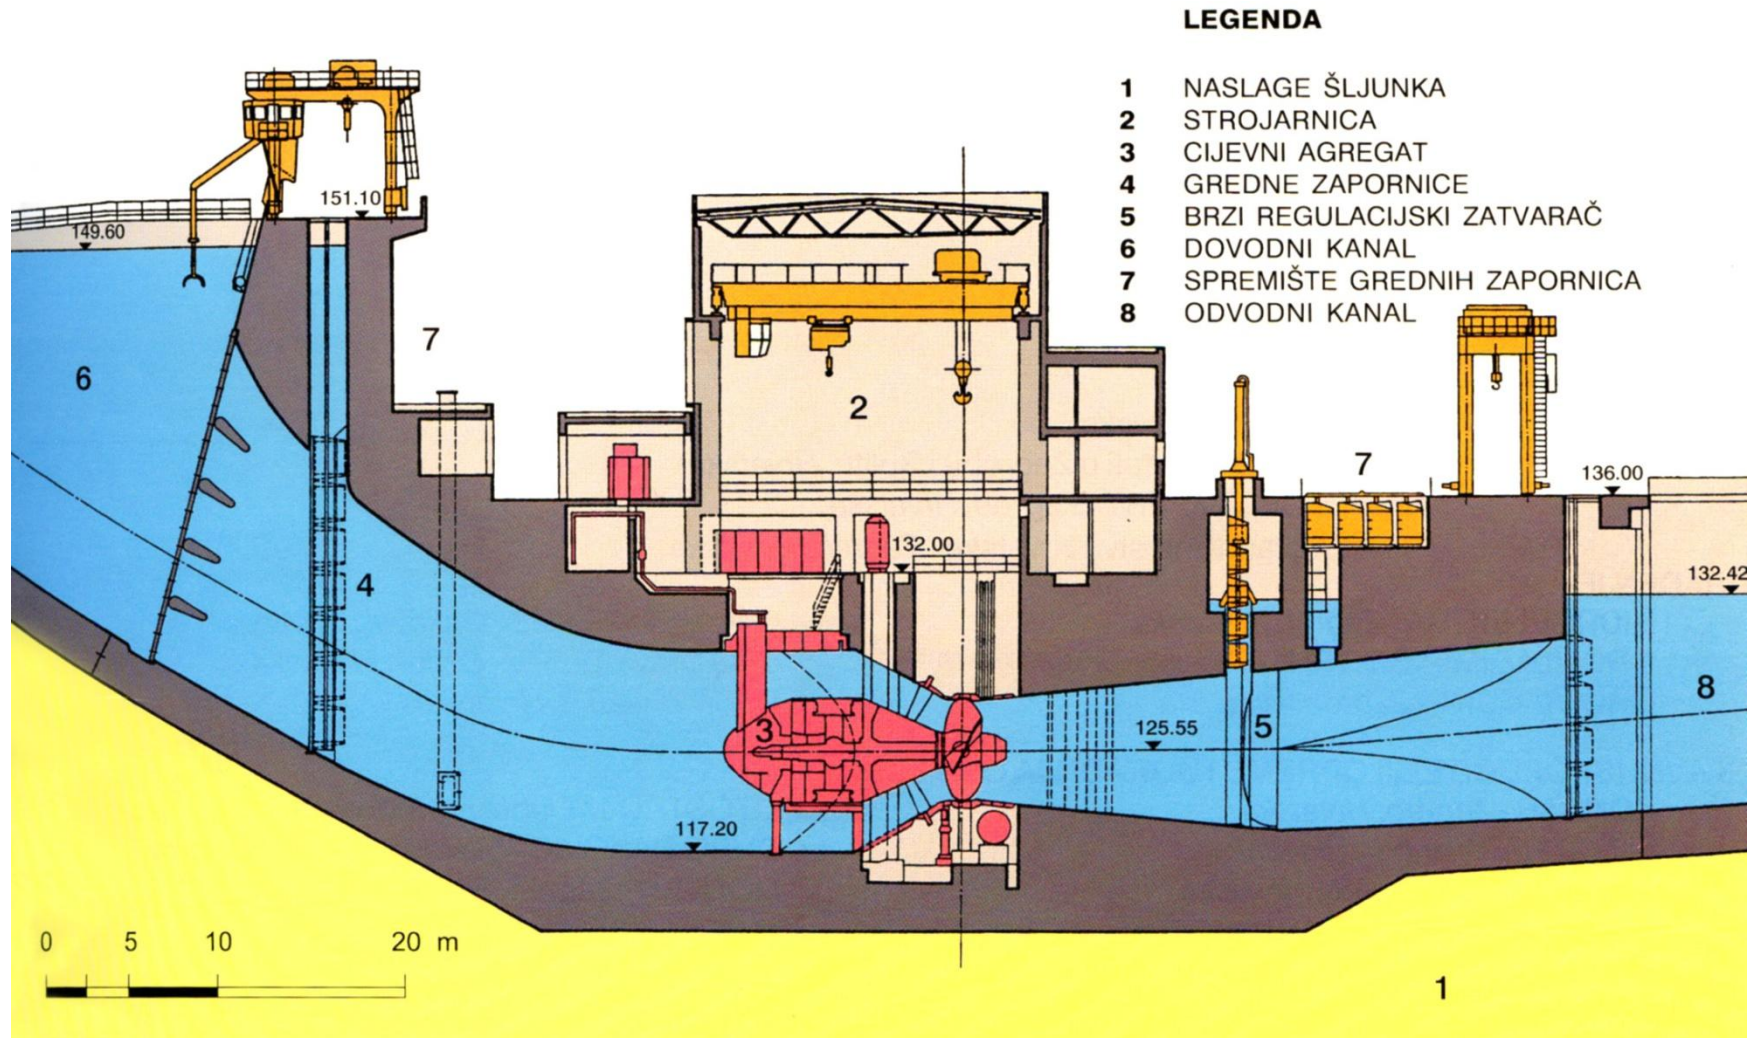 LEGENDA
1 NASLAGE ŠLJUNKA
2 STROJARNICA
3 CIJEVNI AGREGAT
4 GREDNE ZAPORNICE
5 BRZI REGULACIJSKI ZATVARAČ
6 DOVODNI KANAL
7 SPREMIŠTE GREDNIH ZAPORNICA
8 ODVODNI KANAL
151.10
149.60
7
6
2
7
136.00
132.00
4
132.42
8
3
125.55
5
117.20
0 5 10 20 m
1